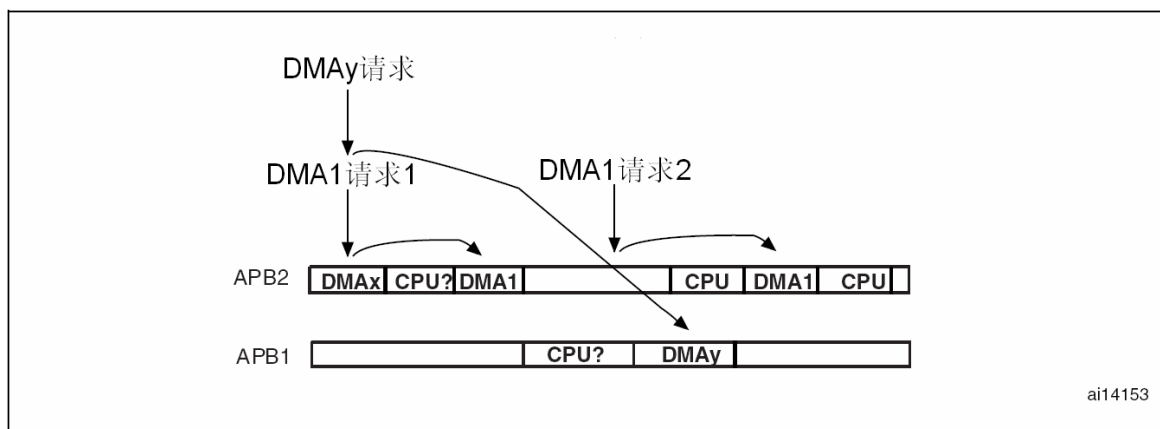 DMAy请求
DMA1请求1 DMA1请求2
APB2 DMAx CPU? DMA1 CPU DMA1 CPU
APB1 CPU? DMAy
ai14153